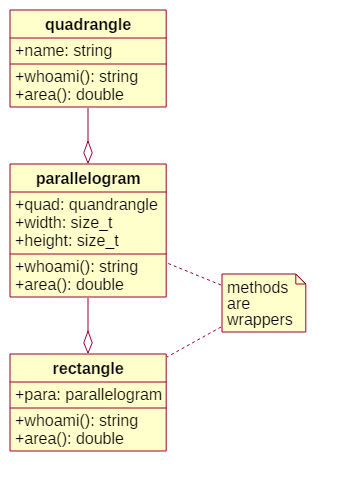 quadrangle
+name: string
+whoami(): string
+area(): double
parallelogram
+quad: quandrangle
+width: size_t
+height: size_t
+whoami(): string
+area(): double
methods
are
wrappers
rectangle
+para: parallelogram
+whoami(): string
+area(): double